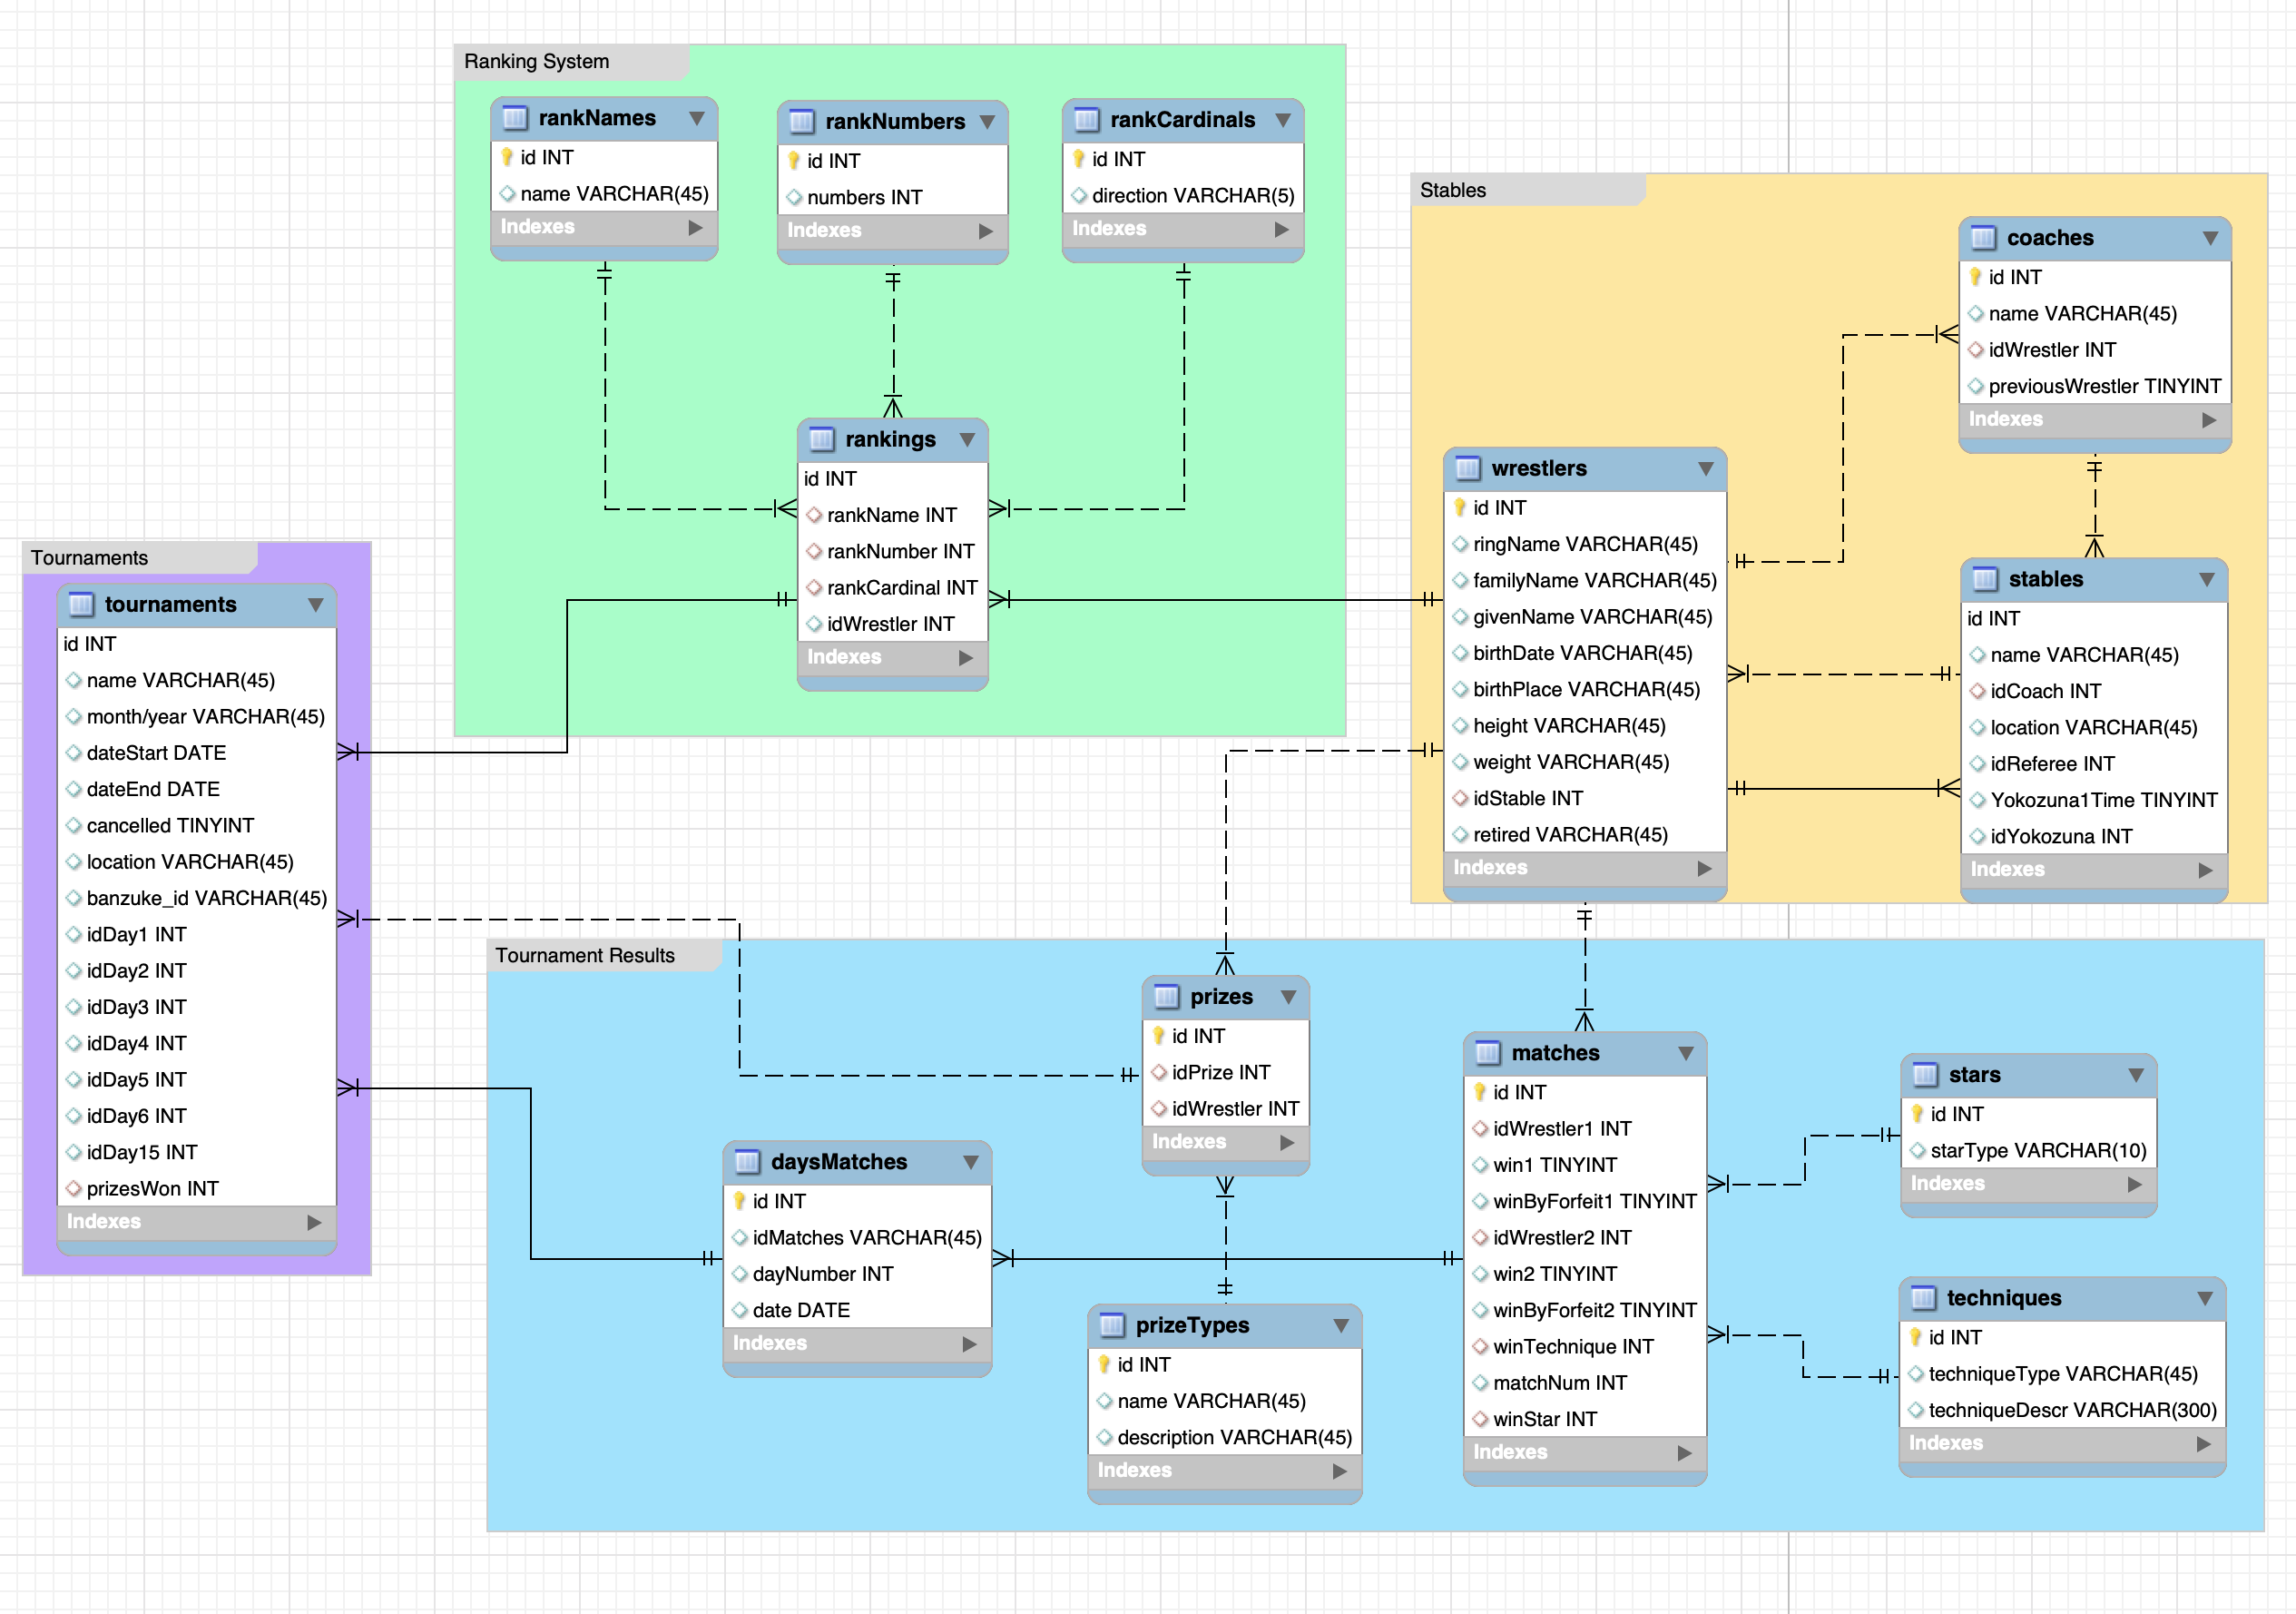 Ranking System
rankNames
id INT
name VARCHAR(45)
Indexes
rankNumbers
id INT
numbers INT
Indexes
rankCardinals
id INT
direction VARCHAR(5)
Indexes
rankings
id INT
rankName INT
rankNumber INT
rankCardinal INT
idWrestler INT
Indexes
Stables
coaches
id INT
name VARCHAR(45)
idWrestler INT
previousWrestler TINYINT
Indexes
wrestlers
id INT
ringName VARCHAR(45)
familyName VARCHAR(45)
givenName VARCHAR(45)
birthDate VARCHAR(45)
birthPlace VARCHAR(45)
height VARCHAR(45)
weight VARCHAR(45)
idStable INT
retired VARCHAR(45)
Indexes
stables
id INT
name VARCHAR(45)
idCoach INT
location VARCHAR(45)
idReferee INT
Yokozuna1Time TINYINT
idYokozuna INT
Indexes
Tournaments
tournaments
id INT
name VARCHAR(45)
month/year VARCHAR(45)
dateStart DATE
dateEnd DATE
cancelled TINYINT
location VARCHAR(45)
banzuke_id VARCHAR(45)
idDay1 INT
idDay2 INT
idDay3 INT
idDay4 INT
idDay5 INT
idDay6 INT
idDay15 INT
prizesWon INT
Indexes
Tournament Results
prizes
id INT
idPrize INT
idWrestler INT
Indexes
daysMatches
id INT
idMatches VARCHAR(45)
dayNumber INT
date DATE
Indexes
prizeTypes
id INT
name VARCHAR(45)
description VARCHAR(45)
Indexes
matches
id INT
idWrestler1 INT
win1 TINYINT
winByForfeit1 TINYINT
idWrestler2 INT
win2 TINYINT
winByForfeit2 TINYINT
winTechnique INT
matchNum INT
winStar INT
Indexes
stars
id INT
starType VARCHAR(10)
Indexes
techniques
id INT
techniqueType VARCHAR(45)
techniqueDescr VARCHAR(300)
Indexes